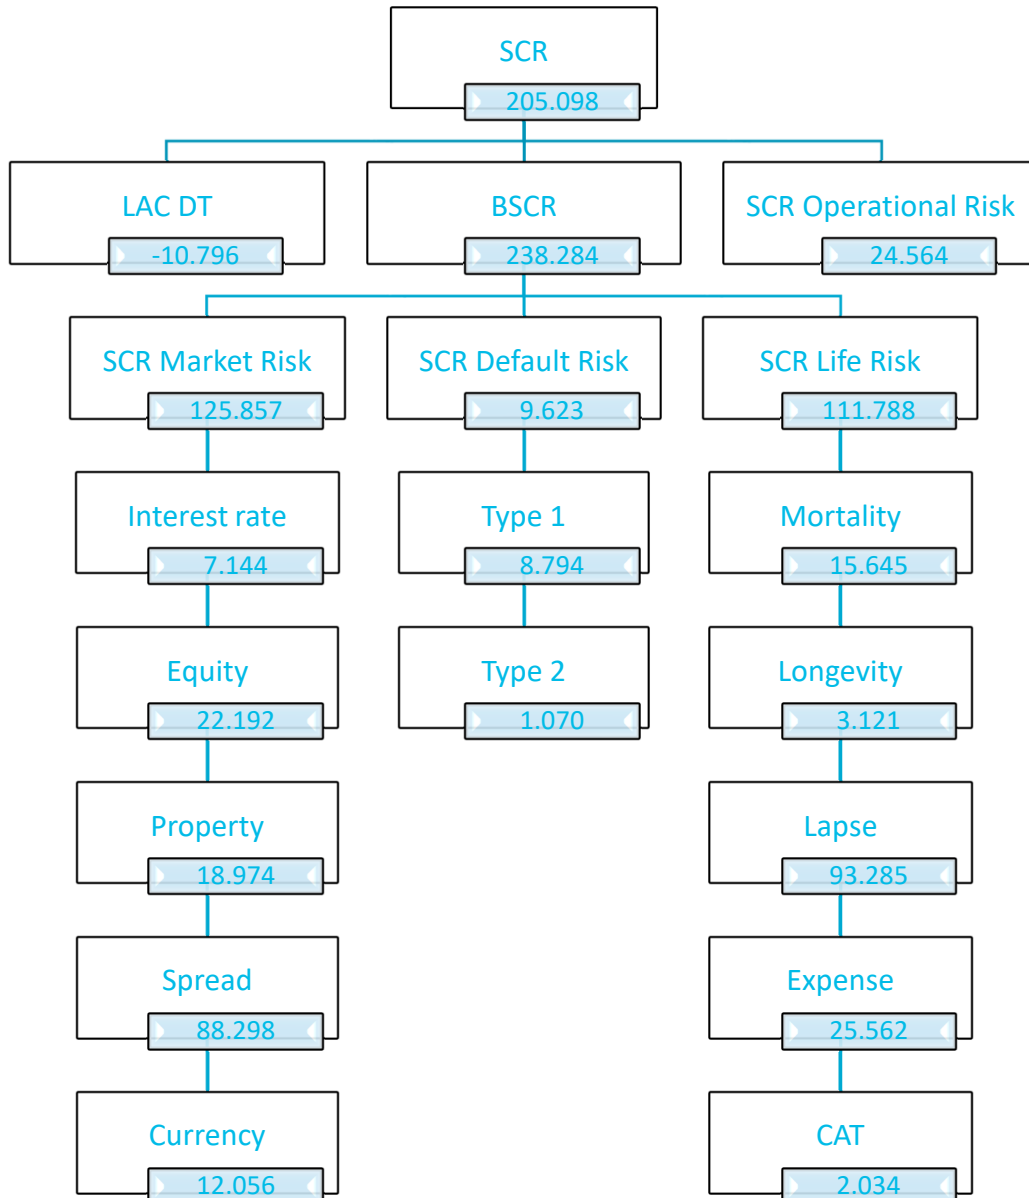 SCR
205.098
LAC DT
-10.796
BSCR
238.284
SCR Operational Risk
24.564
SCR Market Risk
125.857
SCR Default Risk
9.623
SCR Life Risk
111.788
Interest rate
7.144
Type 1
8.794
Mortality
15.645
Equity
22.192
Type 2
1.070
Longevity
3.121
Property
18.974
Lapse
93.285
Spread
88.298
Expense
25.562
Currency
12.056
CAT
2.034